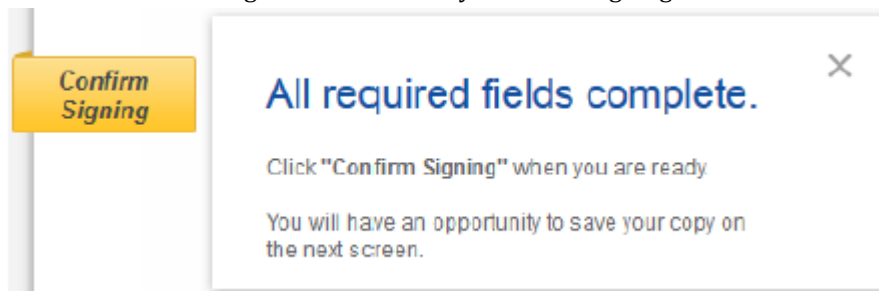 Confirm
Signing
All required fields complete.
Click "Confirm Signing" when you are ready
You will have an opportunity to save your copy on
the next screen.